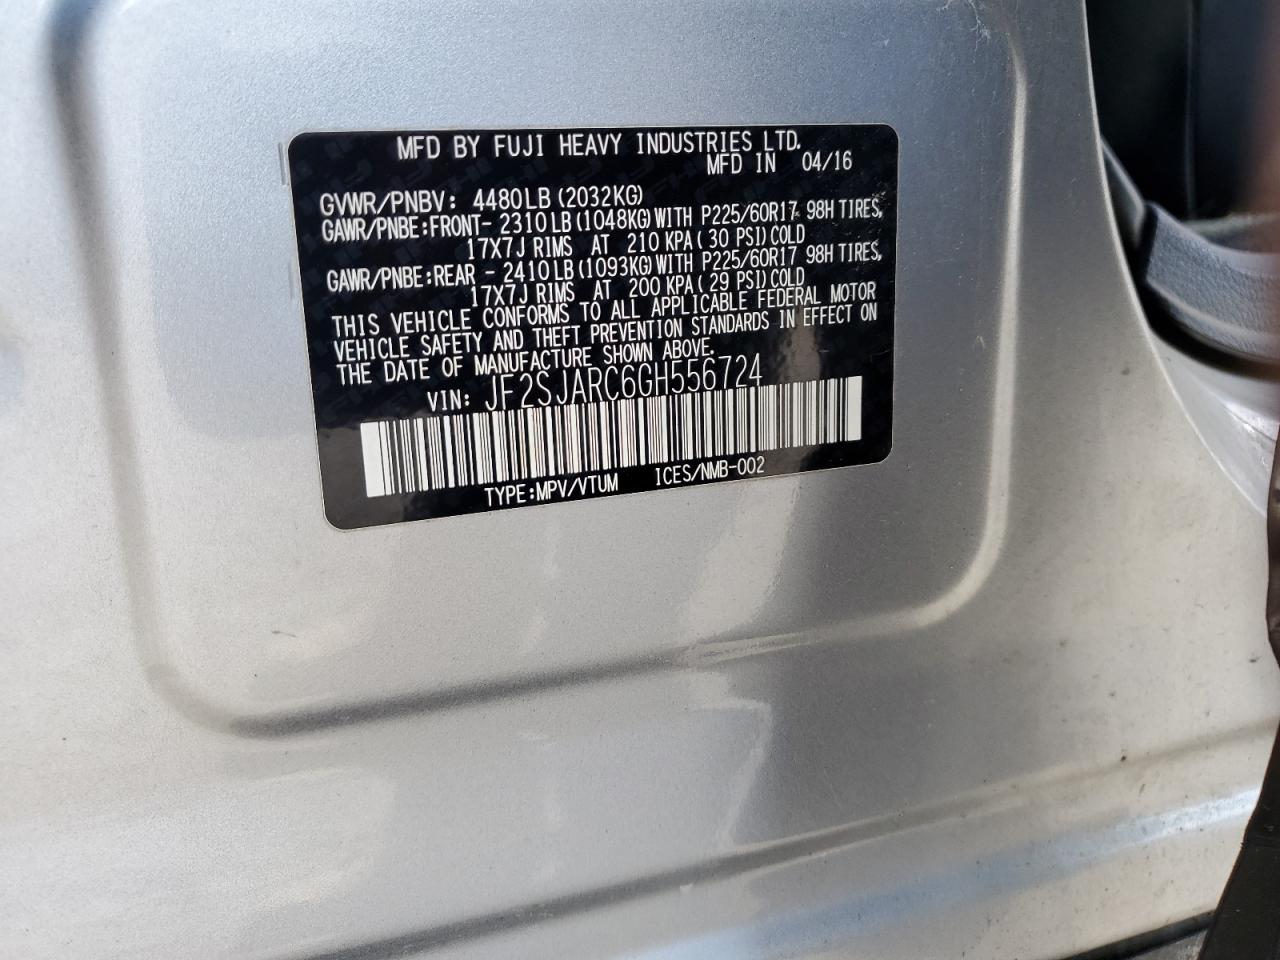 MFD BY FUJI HEAVY INDUSTRIES LTD.
MFD IN 04/16
GVWR/PNBV: 4480LB(2032KG)
GAWR/PNBE:FRONT- 2310LB(1048KG)WITH P225/60R17 98H TIRES,
17X7J RIMS AT 210 KPA( 30 PSI)COLD
GAWR/PNBE:REAR - 2410LB(1093KG)WITH P225/60R17 98H TIRES,
17X7J RIMS AT 200 KPA( 29 PSI)COLD
THIS VEHICLE CONFORMS TO ALL APPLICABLE FEDERAL MOTOR
VEHICLE SAFETY AND THEFT PREVENTION STANDARDS IN EFFECT ON
THE DATE OF MANUFACTURE SHOWN ABOVE.
VIN: JF2SJARC6GH556724
TYPE:MPV/VTUM ICES/NMB-002